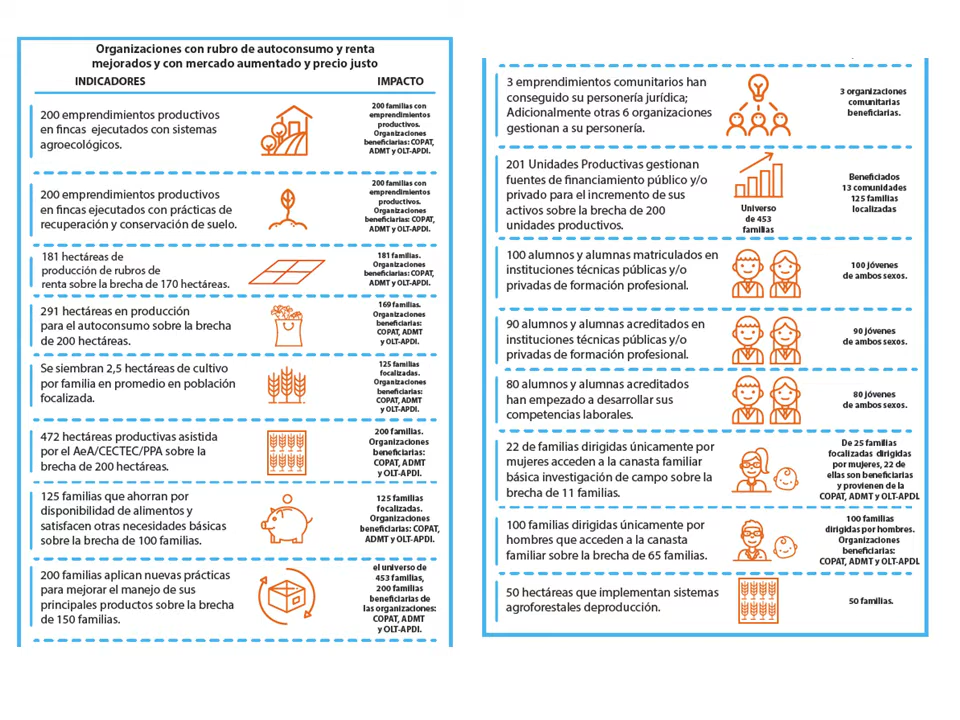 Organizaciones con rubro de autoconsumo y renta
mejorados y con mercado aumentado y precio justo
INDICADORES
IMPACTO
200 emprendimientos productivos
en fincas ejecutados con sistemas
agroecológicos.
200 familias con
emprendimientos
productivos.
Organizaciones
beneficiarias: COPAT,
ADMT y OLT-APDI.
200 emprendimientos productivos
en fincas ejecutados con prácticas de
recuperación y conservación de suelo.
200 familias con
emprendimientos
productivos.
Organizaciones
beneficiarias: COPAT,
ADMT y OLT-APDI.
181 hectáreas de
producción de rubros de
renta sobre la brecha de 170 hectáreas.
181 familias.
Organizaciones
beneficiarias: COPAT,
ADMT y OLT-APDI.
291 hectáreas en producción
para el autoconsumo sobre la brecha
de 200 hectáreas.
169 familias.
Organizaciones
beneficiarias:
COPAT, ADMT
y OLT-APDI.
Se siembran 2,5 hectáreas de cultivo
por familia en promedio en población
focalizada.
125 familias
focalizadas.
Organizaciones
beneficiarias:
COPAT, ADMT
y OLT-APDI.
472 hectáreas productivas asistida
por el AeA/CECTEC/PPA sobre la
brecha de 200 hectáreas.
200 familias.
Organizaciones
beneficiarias:
COPAT, ADMT
y OLT-APDI.
125 familias que ahorran por
disponibilidad de alimentos y
satisfacen otras necesidades básicas
sobre la brecha de 100 familias.
125 familias
focalizadas.
Organizaciones
beneficiarias: COPAT,
ADMT y OLT-APDI.
200 familias aplican nuevas prácticas
para mejorar el manejo de sus
principales productos sobre la brecha
de 150 familias.
el universo de
453 familias,
200 familias
beneficiarias de
las organizaciones:
COPAT, ADMT
y OLT-APDI.
3 emprendimientos comunitarios han
conseguido su personería jurídica;
Adicionalmente otras 6 organizaciones
gestionan a su personería.
3 organizaciones
comunitarias
beneficiarias.
201 Unidades Productivas gestionan
fuentes de financiamiento público y/o
privado para el incremento de sus
activos sobre la brecha de 200
unidades productivos.
Universo
de 453
familias
Beneficiados
13 comunidades
125 familias
localizadas
100 alumnos y alumnas matriculados en
instituciones técnicas públicas y/o
privadas de formación profesional.
100 jóvenes
de ambos sexos.
90 alumnos y alumnas acreditados en
instituciones técnicas públicas y/o
privadas de formación profesional.
90 jóvenes
de ambos sexos.
80 alumnos y alumnas acreditados
han empezado a desarrollar sus
competencias laborales.
80 jóvenes
de ambos sexos.
22 de familias dirigidas únicamente por
mujeres acceden a la canasta familiar
básica investigación de campo sobre la
brecha de 11 familias.
De 25 familias
focalizadas dirigidas
por mujeres, 22 de
ellas son beneficiarias
y provienen de la
COPAT, ADMT y OLT-APDI.
100 familias dirigidas únicamente por
hombres que acceden a la canasta
familiar sobre la brecha de 65 familias.
100 familias
dirigidas por hombres.
Organizaciones
beneficiarias:
COPAT, ADMT y OLT-APDI.
50 hectáreas que implementan sistemas
agroforestales deproducción.
50 familias.